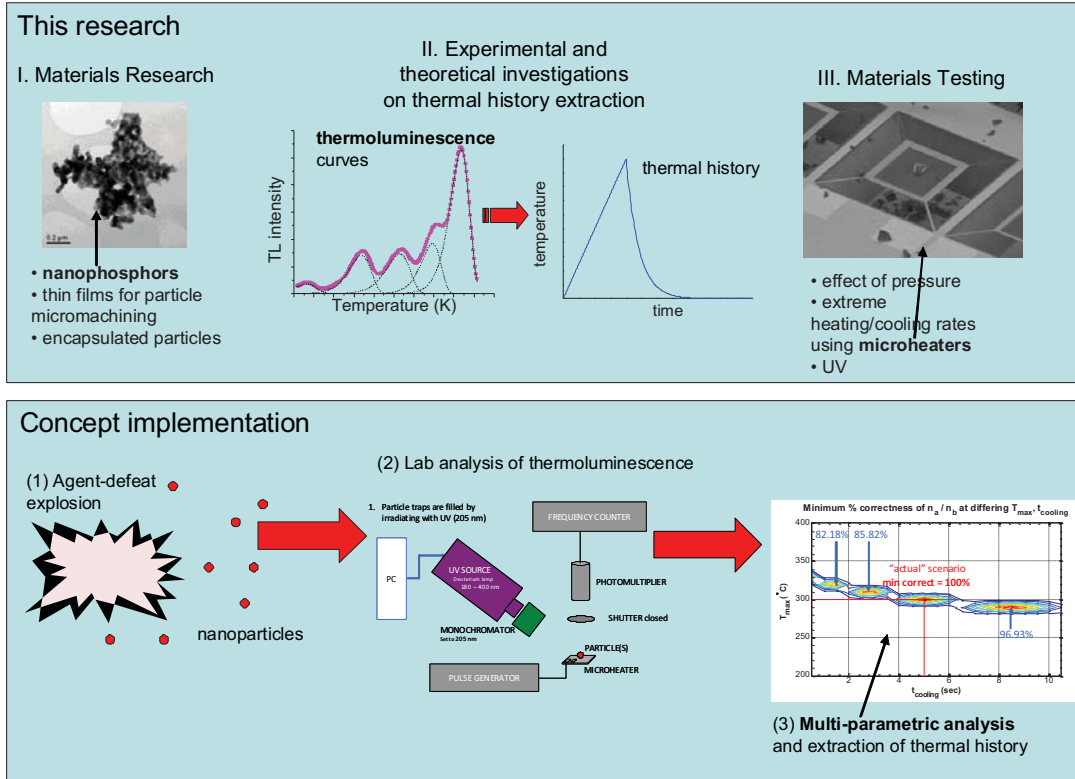 This research
I. Materials Research
0.2 µm
• nanophosphors
• thin films for particle
micromachining
• encapsulated particles
II. Experimental and
theoretical investigations
on thermal history extraction
thermoluminescence
curves
TL intensity
Temperature (K)
thermal history
temperature
time
III. Materials Testing
• effect of pressure
• extreme
heating/cooling rates
using microheaters
• UV
Concept implementation
(1) Agent-defeat
explosion
nanoparticles
(2) Lab analysis of thermoluminescence
1. Particle traps are filled by
irradiating with UV (205 nm)
PC
UV SOURCE
Deuterium lamp
180 – 400 nm
MONOCHROMATOR
Set to 205 nm
FREQUENCY COUNTER
PHOTOMULTIPLIER
SHUTTER closed
PARTICLE(S)
MICROHEATER
PULSE GENERATOR
Minimum % correctness of n_a / n_b at differing T_max, t_cooling
400
350
300
250
200
T_max (°C)
82.18%
85.82%
"actual" scenario
min correct = 100%
96.93%
2 4 6 8 10
t_cooling (sec)
(3) Multi-parametric analysis
and extraction of thermal history